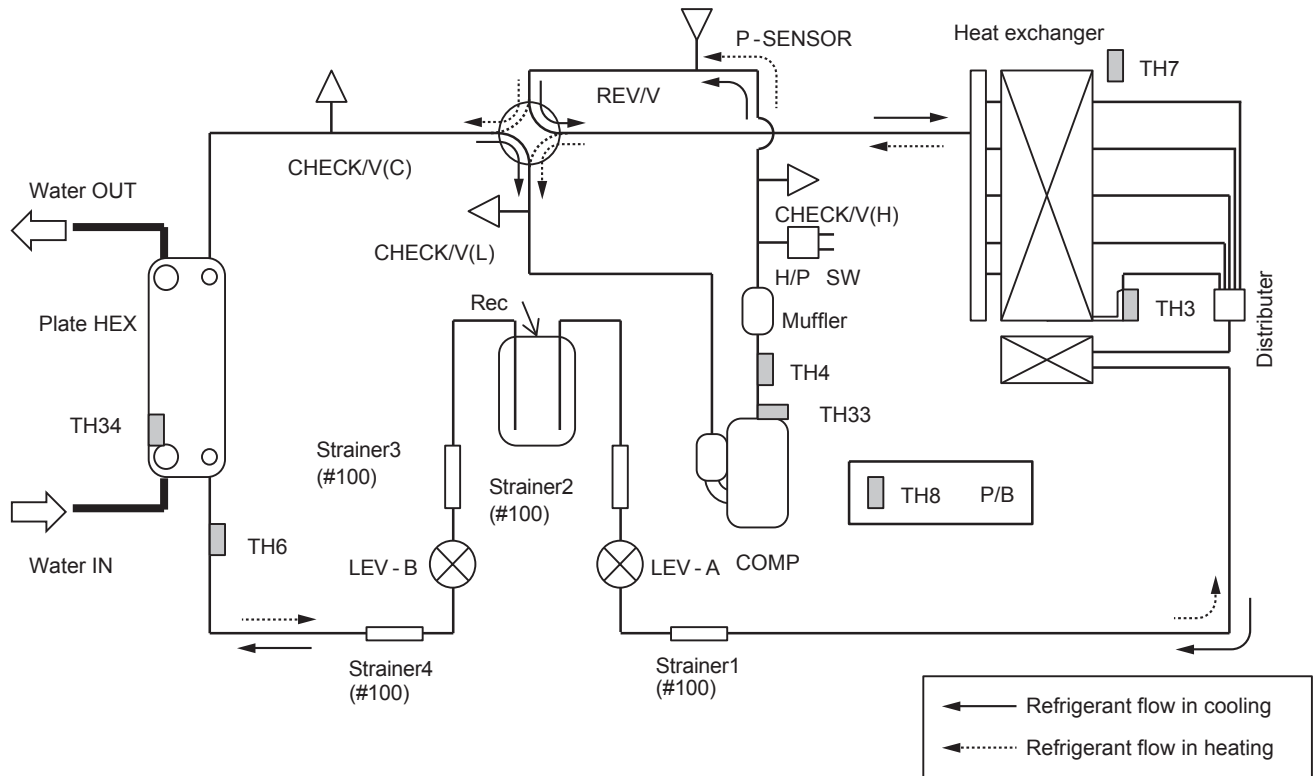 P-SENSOR
Heat exchanger
TH7
REV/V
CHECK/V(C)
Water OUT
CHECK/V(H)
CHECK/V(L)
H/P SW
Rec
Plate HEX
Muffler
TH3
Distributer
TH4
TH33
TH34
Strainer3
(#100)
Strainer2
(#100)
TH8 P/B
TH6
Water IN
LEV-B
LEV-A
COMP
Strainer4
(#100)
Strainer1
(#100)
Refrigerant flow in cooling
Refrigerant flow in heating